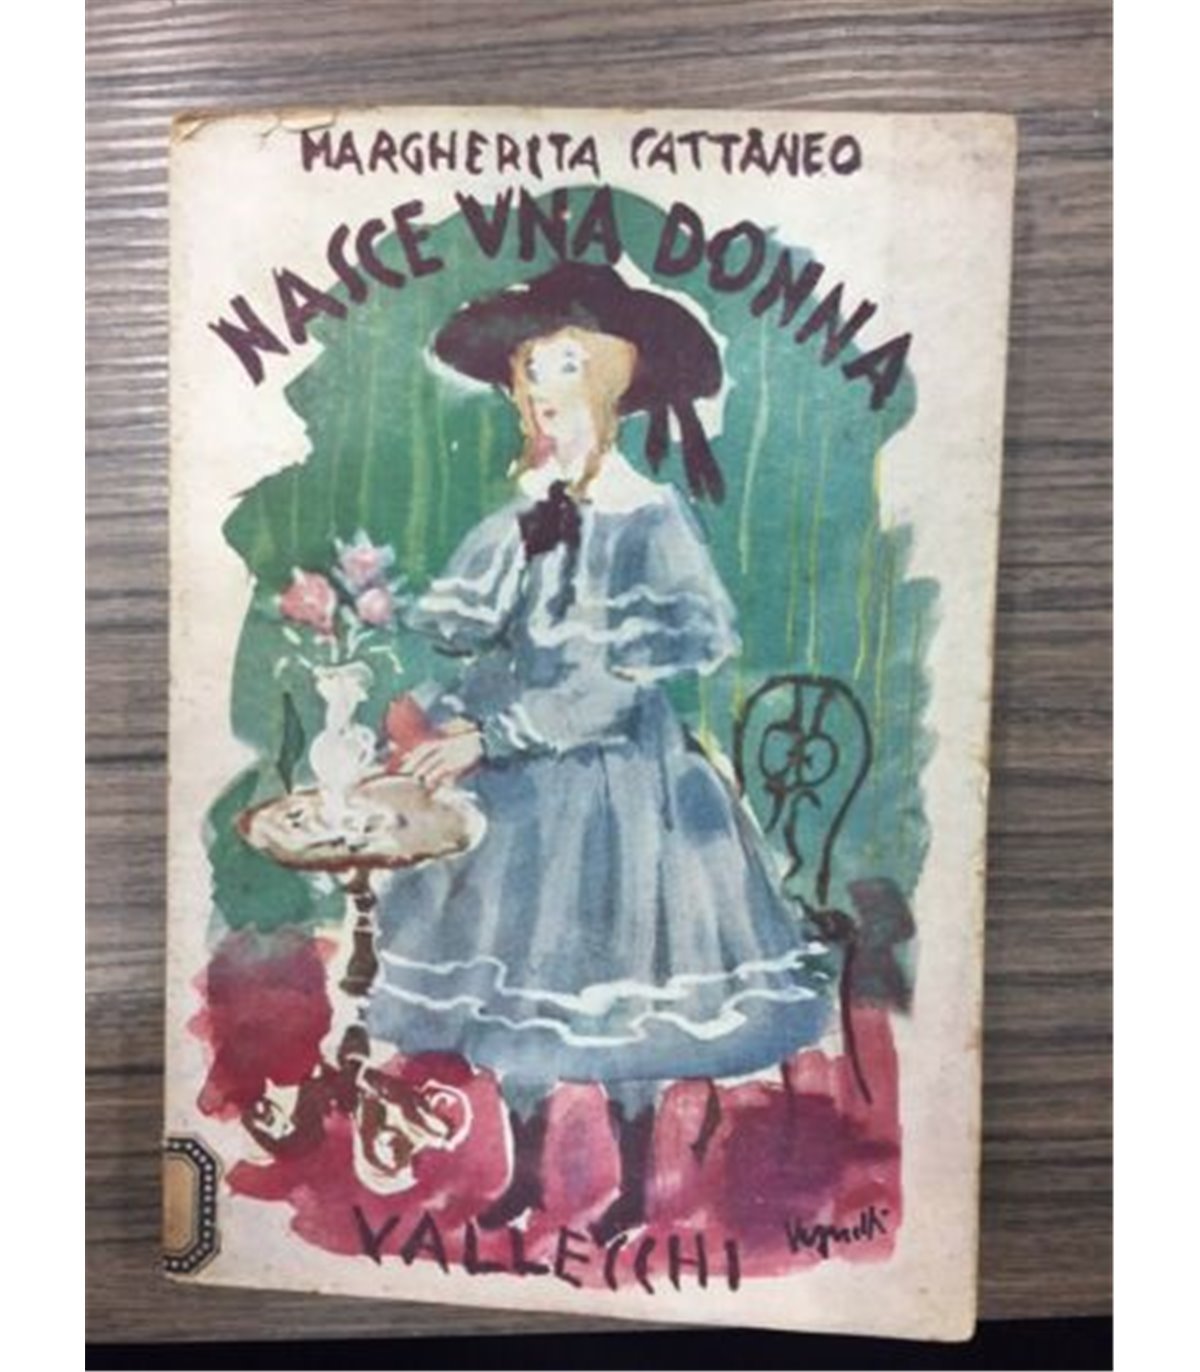 MARGHERITA CATTANEO
NASCE UNA DONNA
VALLECCHI